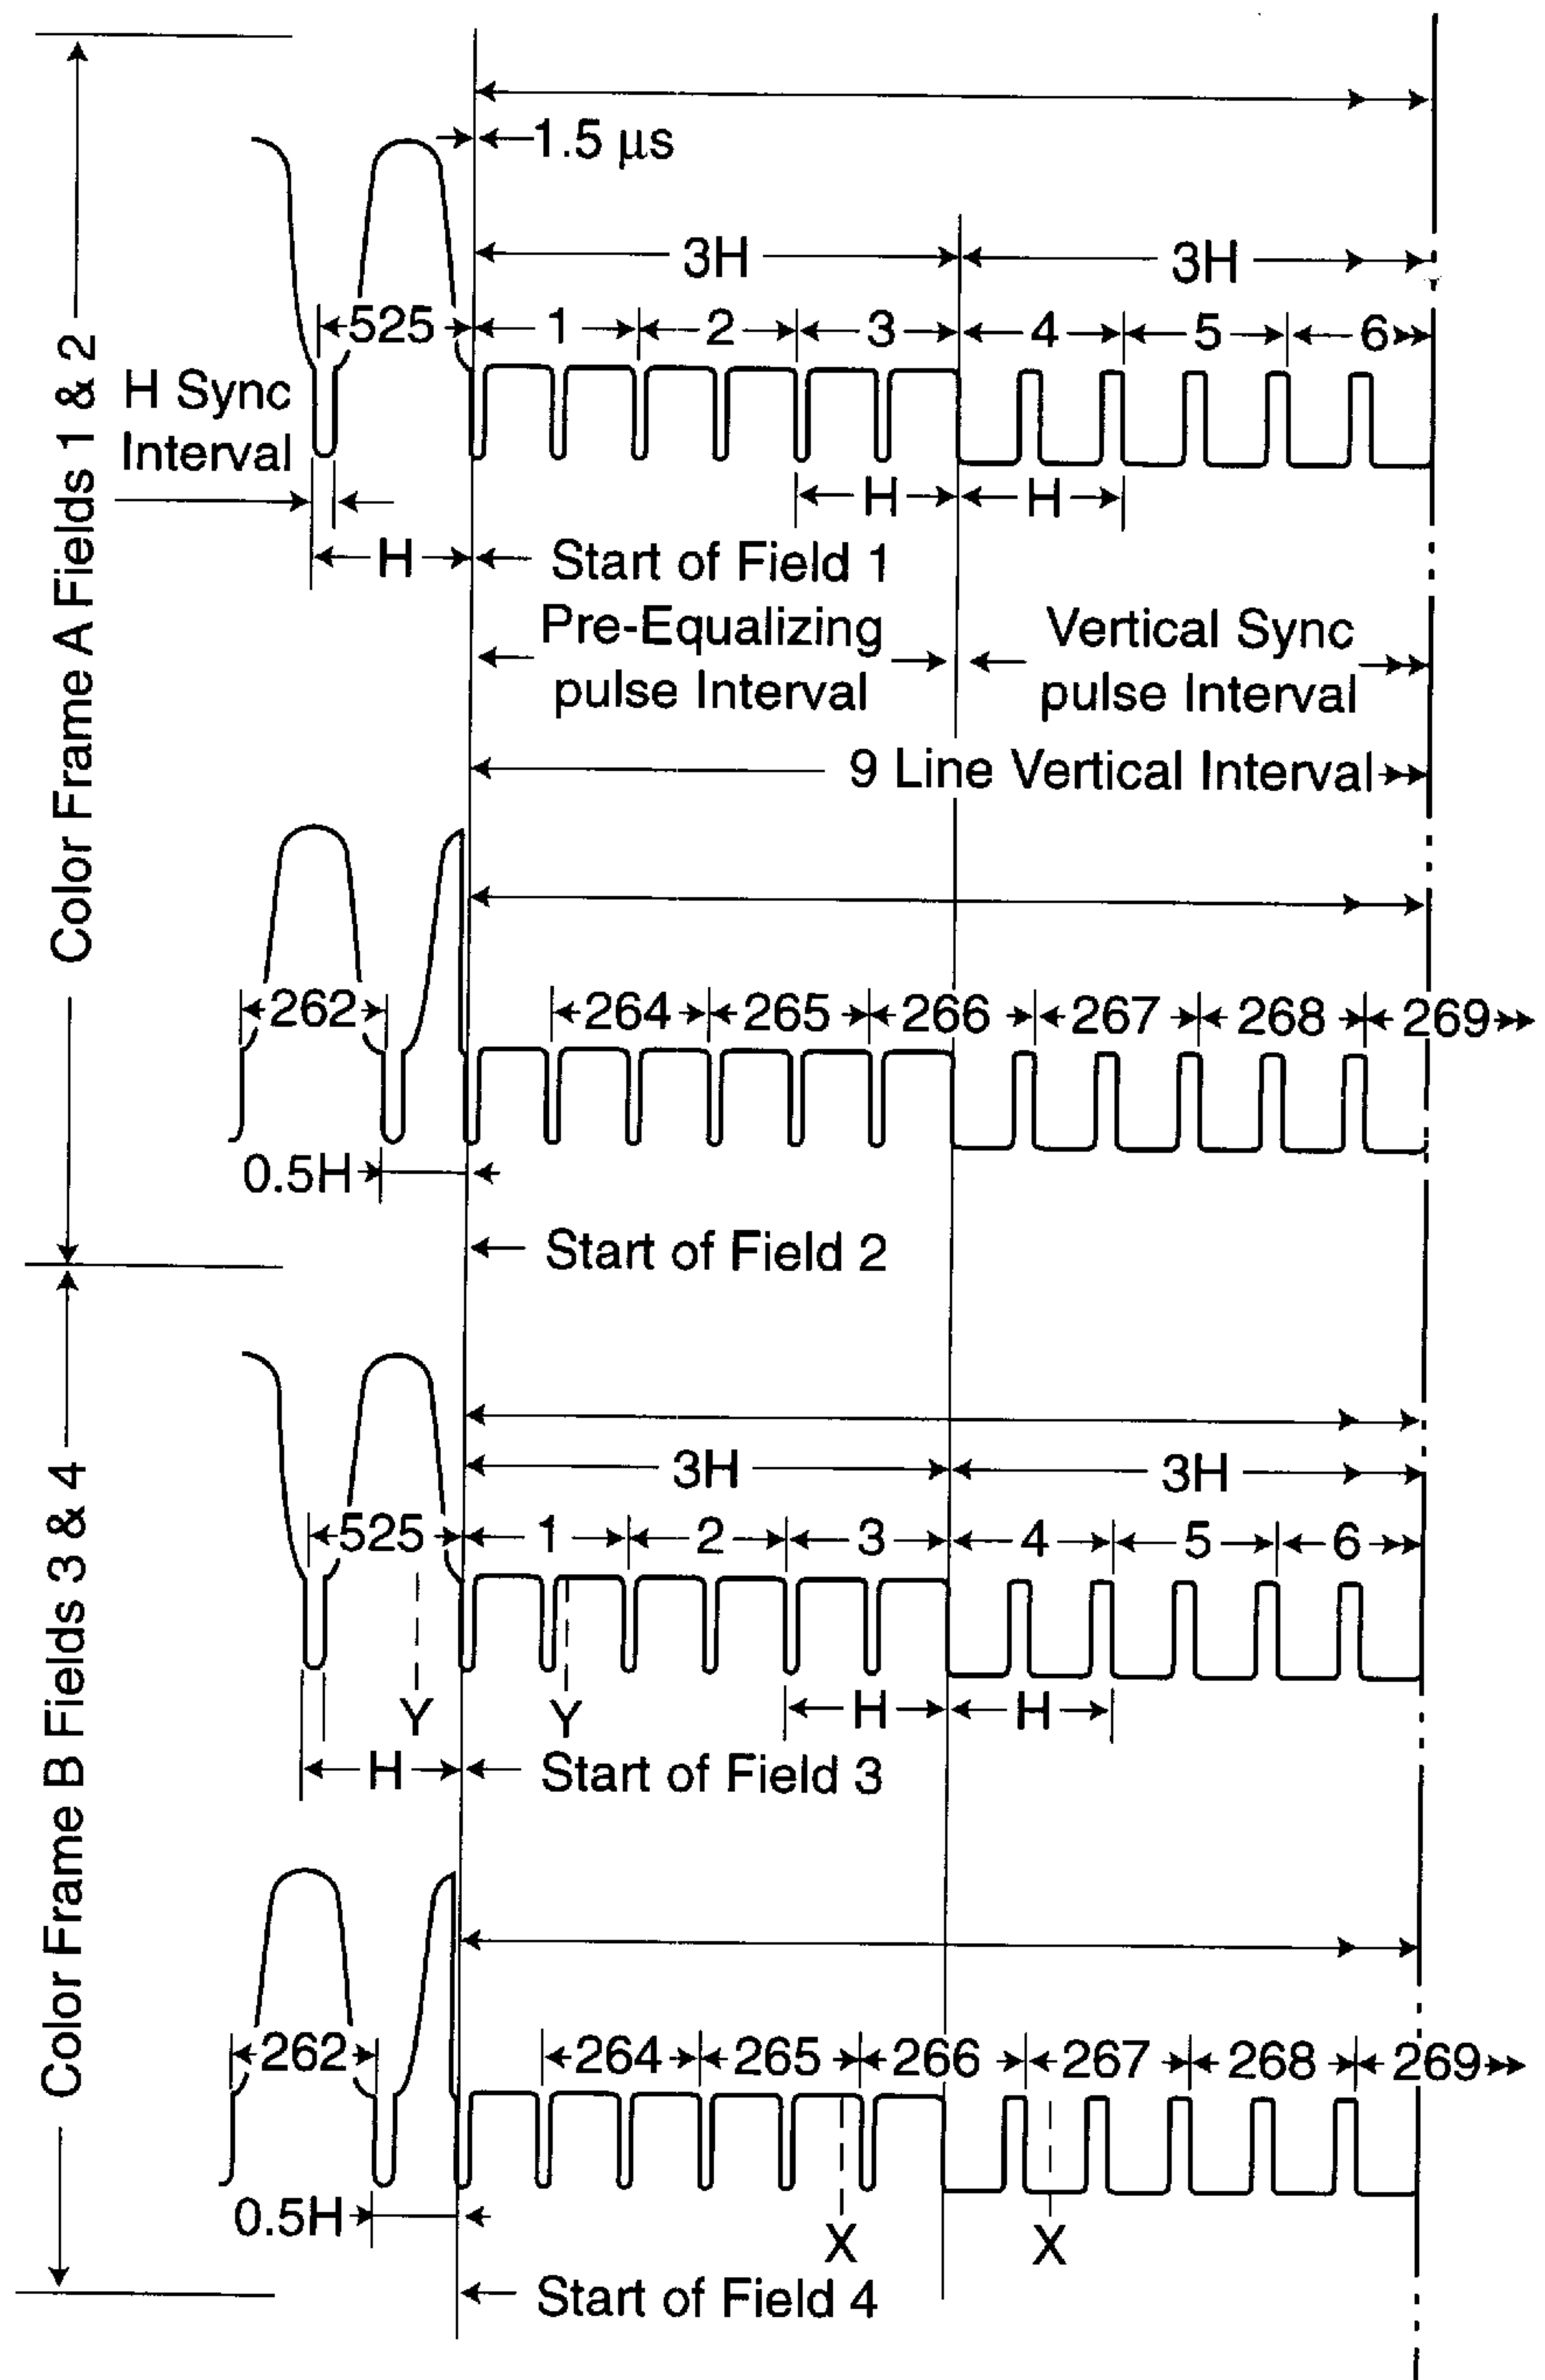 Color Frame A Fields 1 & 2
1.5 μs
3H 3H
525 1 2 3 4 5 6
H Sync
Interval
H H
H
Start of Field 1
Pre-Equalizing
pulse Interval
Vertical Sync
pulse Interval
9 Line Vertical Interval
262 264 265 266 267 268 269
0.5H
Start of Field 2
Color Frame B Fields 3 & 4
3H 3H
525 1 2 3 4 5 6
Y Y
H H
H
Start of Field 3
262 264 265 266 267 268 269
0.5H
X X
Start of Field 4